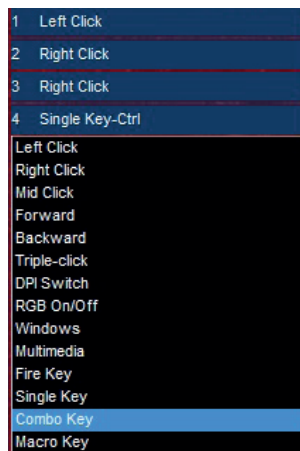 1 Left Click
2 Right Click
3 Right Click
4 Single Key-Ctrl
Left Click
Right Click
Mid Click
Forward
Backward
Triple-click
DPI Switch
RGB On/Off
Windows
Multimedia
Fire Key
Single Key
Combo Key
Macro Key